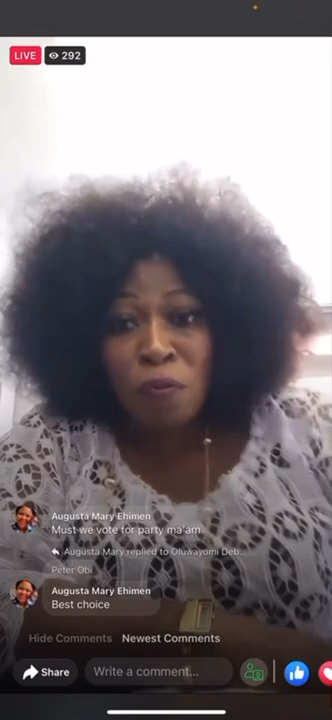 LIVE 292
Augusta Mary Ehimen
Must we vote for party ma'am
Augusta Mary replied to Oluwayomi Deb...
Peter Obi
Augusta Mary Ehimen
Best choice
Hide Comments Newest Comments
Share Write a comment...